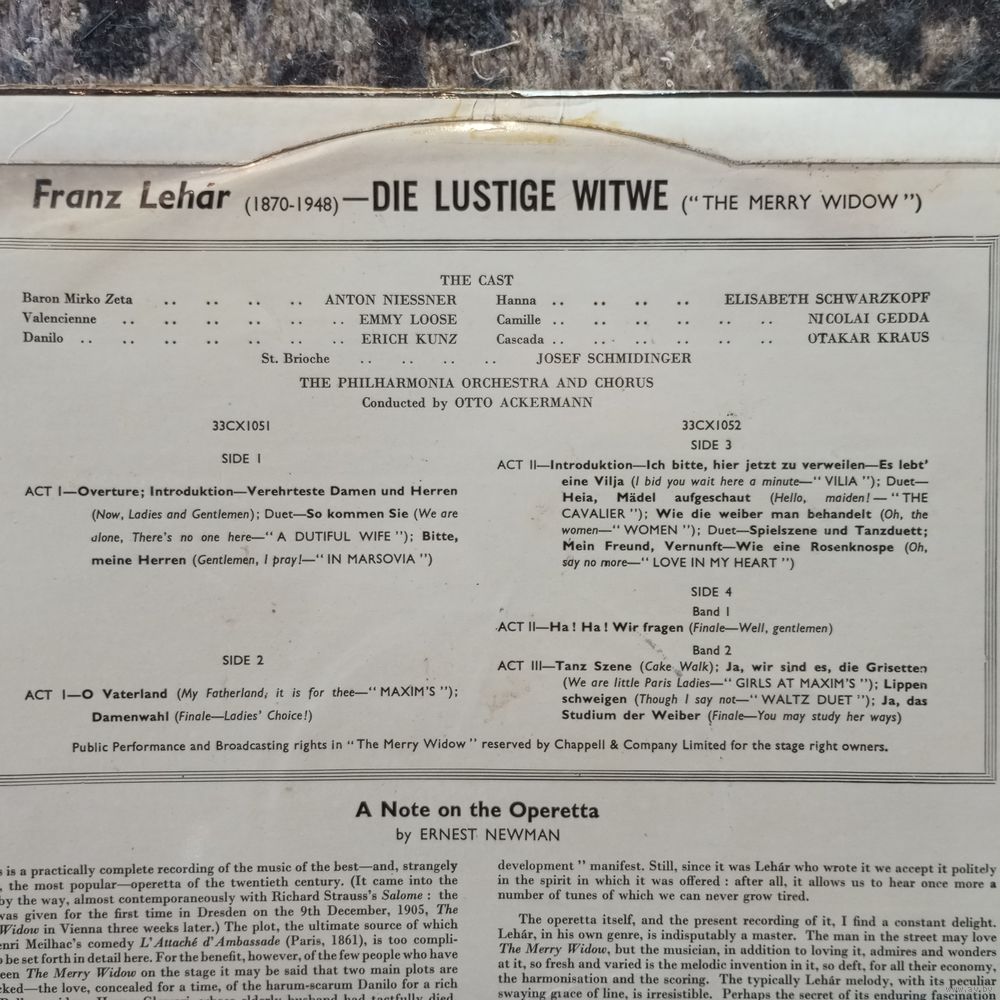 Franz Lehár (1870-1948)—DIE LUSTIGE WITWE ("THE MERRY WIDOW")
THE CAST
Baron Mirko Zeta .. .. .. .. ANTON NIESSNER
Valencienne .. .. .. .. .. EMMY LOOSE
Danilo .. .. .. .. .. .. ERICH KUNZ
Hanna .. .. .. .. ELISABETH SCHWARZKOPF
Camille .. .. .. .. .. .. NICOLAI GEDDA
Cascada .. .. .. .. .. .. OTAKAR KRAUS
St. Brioche .. .. .. .. JOSEF SCHMIDINGER
THE PHILHARMONIA ORCHESTRA AND CHORUS
Conducted by OTTO ACKERMANN
33CX1051
SIDE 1
ACT I—Overture; Introduktion—Verehrteste Damen und Herren
(Now, Ladies and Gentlemen); Duet—So kommen Sie (We are
alone, There's no one here—"A DUTIFUL WIFE"); Bitte,
meine Herren (Gentlemen, I pray!—"IN MARSOVIA")
SIDE 2
ACT I—O Vaterland (My Fatherland, it is for thee—"MAXIM'S");
Damenwahl (Finale—Ladies' Choice!)
33CX1052
SIDE 3
ACT II—Introduktion—Ich bitte, hier jetzt zu verweilen—Es lebt'
eine Vilja (I bid you wait here a minute—"VILIA"); Duet—
Heia, Mädel aufgeschaut (Hello, maiden!—"THE
CAVALIER"); Wie die weiber man behandelt (Oh, the
women—"WOMEN"); Duet—Spielszene und Tanzduett;
Mein Freund, Vernunft—Wie eine Rosenknospe (Oh,
say no more—"LOVE IN MY HEART")
SIDE 4
Band 1
ACT II—Ha! Ha! Wir fragen (Finale—Well, gentlemen)
Band 2
ACT III—Tanz Szene (Cake Walk); Ja, wir sind es, die Grisetten
(We are little Paris Ladies—"GIRLS AT MAXIM'S"); Lippen
schweigen (Though I say not—"WALTZ DUET"); Ja, das
Studium der Weiber (Finale—You may study her ways)
Public Performance and Broadcasting rights in "The Merry Widow" reserved by Chappell & Company Limited for the stage right owners.
A Note on the Operetta
by ERNEST NEWMAN
is a practically complete recording of the music of the best—and, strangely
, the most popular—operetta of the twentieth century. (It came into the
by the way, almost contemporaneously with Richard Strauss's Salome : the
was given for the first time in Dresden on the 9th December, 1905, The
Widow in Vienna three weeks later.) The plot, the ultimate source of which
enri Meilhac's comedy L'Attaché d'Ambassade (Paris, 1861), is too compli-
be set forth in detail here. For the benefit, however, of the few people who have
een The Merry Widow on the stage it may be said that two main plots are
cked—the love, concealed for a time, of the harum-scarum Danilo for a rich
whose elderly husband had tactfully died
development" manifest. Still, since it was Lehár who wrote it we accept it politely
in the spirit in which it was offered : after all, it allows us to hear once more a
number of tunes of which we can never grow tired.
The operetta itself, and the present recording of it, I find a constant delight.
Lehár, in his own genre, is indisputably a master. The man in the street may love
The Merry Widow, but the musician, in addition to loving it, admires and wonders
at it, so fresh and varied is the melodic invention in it, so deft, for all their economy,
the harmonisation and the scoring. The typically Lehár melody, with its peculiar
swaying grace of line, is irresistible. Perhaps the secret of its enduring fascination